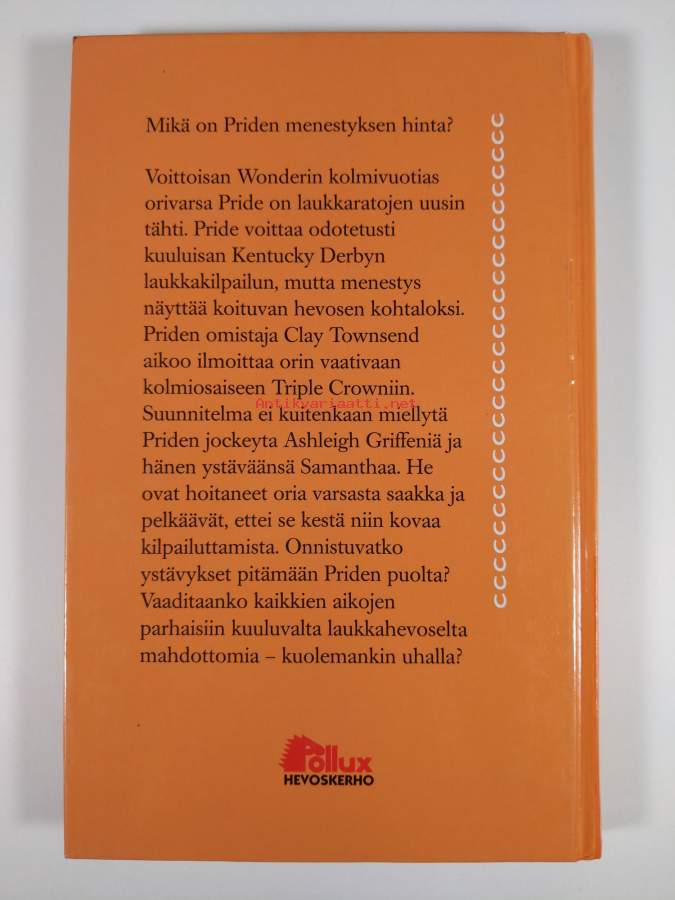 Mikä on Priden menestyksen hinta?
Voittoisan Wonderin kolmivuotias
orivarsa Pride on laukkaratojen uusin
tähti. Pride voittaa odotetusti
kuuluisan Kentucky Derbyn
laukkakilpailun, mutta menestys
näyttää koituvan hevosen kohtaloksi.
Priden omistaja Clay Townsend
aikoo ilmoittaa orin vaativaan
kolmiosaiseen Triple Crowniin.
Antikvariaatti.net
Suunnitelma ei kuitenkaan miellytä
Priden jockeyta Ashleigh Griffeniä ja
hänen ystäväänsä Samanthaa. He
ovat hoitaneet oria varsasta saakka ja
pelkäävät, ettei se kestä niin kovaa
kilpailuttamista. Onnistuvatko
ystävykset pitämään Priden puolta?
Vaaditaanko kaikkien aikojen
parhaisiin kuuluvalta laukkahevoselta
mahdottomia – kuolemankin uhalla?
Pollux
HEVOSKERHO